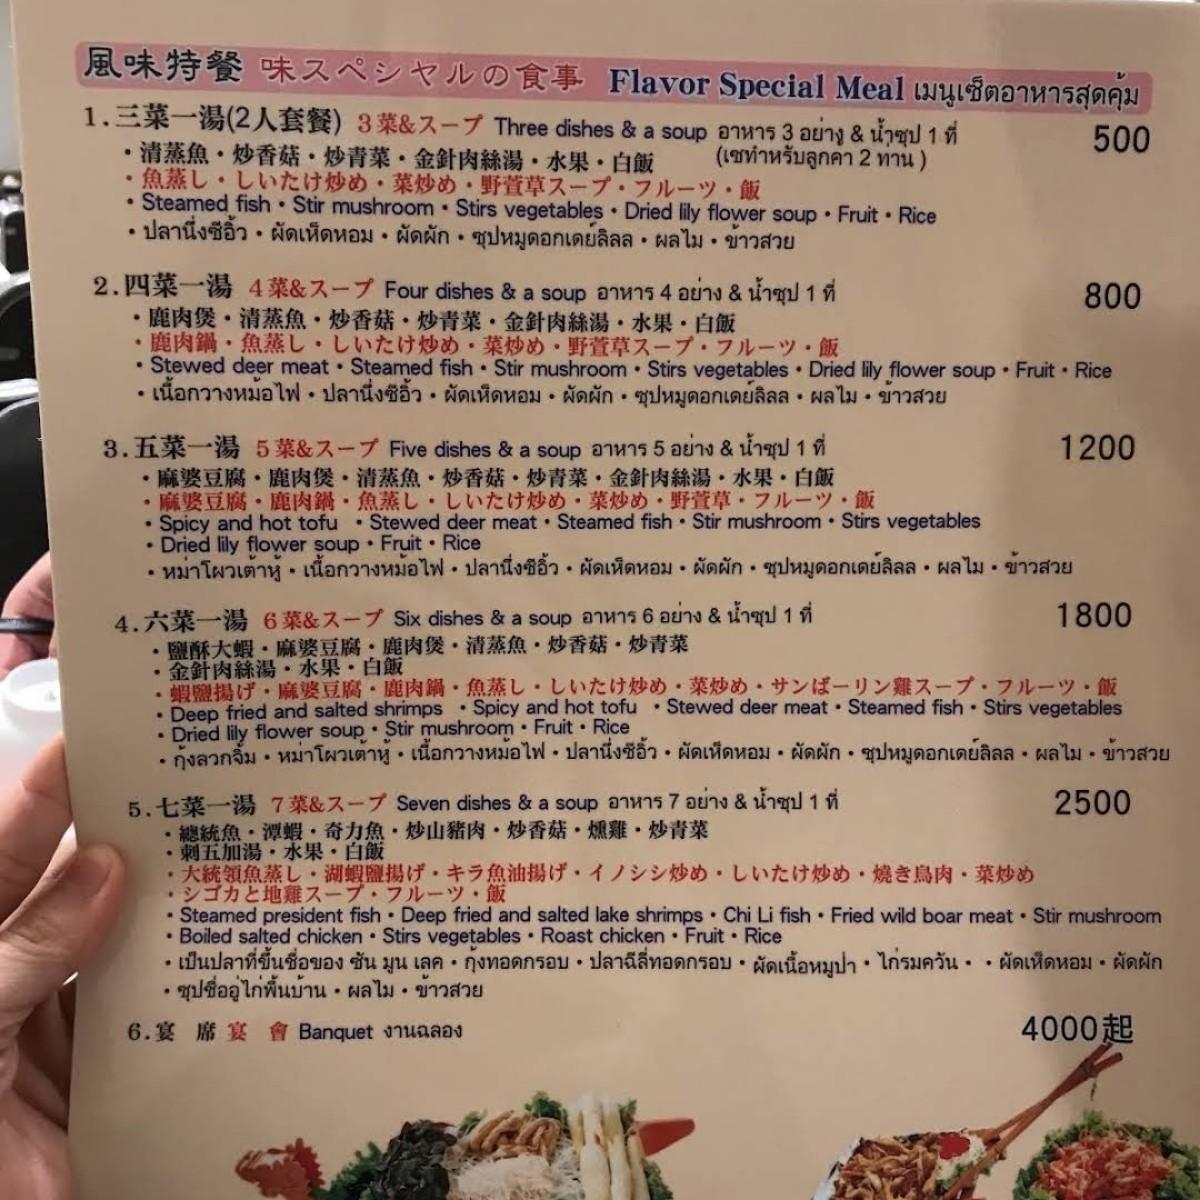 風味特餐 味スペシヤルの食事 Flavor Special Meal เมนูเซ็ตอาหารสุดคุ้ม
1.三菜一湯(2人套餐) 3菜&スープ Three dishes & a soup อาหาร 3 อย่าง & น้ำซุป 1 ที่ 500
(เซทำหรับลูกคา 2 ท่าน )
・清蒸魚・炒香菇・炒青菜・金針肉絲湯・水果・白飯
・魚蒸し・しいたけ炒め・菜炒め・野萱草スープ・フルーツ・飯
・Steamed fish・Stir mushroom・Stirs vegetables・Dried lily flower soup・Fruit・Rice
・ปลานึ่งซีอิ้ว・ผัดเห็ดหอม・ผัดผัก・ซุปหมูดอกเดย์ลิลล・ผลไม・ข้าวสวย
2.四菜一湯 4菜&スープ Four dishes & a soup อาหาร 4 อย่าง & น้ำซุป 1 ที่ 800
・鹿肉煲・清蒸魚・炒香菇・炒青菜・金針肉絲湯・水果・白飯
・鹿肉鍋・魚蒸し・しいたけ炒め・菜炒め・野萱草スープ・フルーツ・飯
・Stewed deer meat・Steamed fish・Stir mushroom・Stirs vegetables・Dried lily flower soup・Fruit・Rice
・เนื้อกวางหม้อไฟ・ปลานึ่งซีอิ้ว・ผัดเห็ดหอม・ผัดผัก・ซุปหมูดอกเดย์ลิลล・ผลไม・ข้าวสวย
3.五菜一湯 5菜&スープ Five dishes & a soup อาหาร 5 อย่าง & น้ำซุป 1 ที่ 1200
・麻婆豆腐・鹿肉煲・清蒸魚・炒香菇・炒青菜・金針肉絲湯・水果・白飯
・麻婆豆腐・鹿肉鍋・魚蒸し・しいたけ炒め・菜炒め・野萱草・フルーツ・飯
・Spicy and hot tofu ・Stewed deer meat・Steamed fish・Stir mushroom・Stirs vegetables
・Dried lily flower soup・Fruit・Rice
・หม่าโผวเต้าหู้・เนื้อกวางหม้อไฟ・ปลานึ่งซีอิ้ว・ผัดเห็ดหอม・ผัดผัก・ซุปหมูดอกเดย์ลิลล・ผลไม・ข้าวสวย
4.六菜一湯 6菜&スープ Six dishes & a soup อาหาร 6 อย่าง & น้ำซุป 1 ที่ 1800
・鹽酥大蝦・麻婆豆腐・鹿肉煲・清蒸魚・炒香菇・炒青菜
・金針肉絲湯・水果・白飯
・蝦鹽揚げ・麻婆豆腐・鹿肉鍋・魚蒸し・しいたけ炒め・菜炒め・サンばーリン雞スープ・フルーツ・飯
・Deep fried and salted shrimps ・Spicy and hot tofu ・Stewed deer meat・Steamed fish・Stirs vegetables
・Dried lily flower soup・Stir mushroom・Fruit・Rice
・กุ้งลวกจิ้ม・หม่าโผวเต้าหู้・เนื้อกวางหม้อไฟ・ปลานึ่งซีอิ้ว・ผัดเห็ดหอม・ผัดผัก・ซุปหมูดอกเดย์ลิลล・ผลไม・ข้าวสวย
5.七菜一湯 7菜&スープ Seven dishes & a soup อาหาร 7 อย่าง & น้ำซุป 1 ที่ 2500
・總統魚・潭蝦・奇力魚・炒山豬肉・炒香菇・燻雞・炒青菜
・刺五加湯・水果・白飯
・大統領魚蒸し・湖蝦鹽揚げ・キラ魚油揚げ・イノシシ炒め・しいたけ炒め・燒き鳥肉・菜炒め
・シゴカと地雞スープ・フルーツ・飯
・Steamed president fish・Deep fried and salted lake shrimps・Chi Li fish・Fried wild boar meat・Stir mushroom
・Boiled salted chicken・Stirs vegetables・Roast chicken・Fruit・Rice
・เป็นปลาที่ขึ้นชื่อของ ซัน มูน เลค・กุ้งทอดกรอบ・ปลาฉีลี่ทอดกรอบ・ผัดเนื้อหมูป่า・ไก่รมควัน・・ผัดเห็ดหอม・ผัดผัก
・ซุปชื่ออู่ไก่พื้นบ้าน・ผลไม・ข้าวสวย
6.宴 席 宴 會 Banquet งานฉลอง 4000起